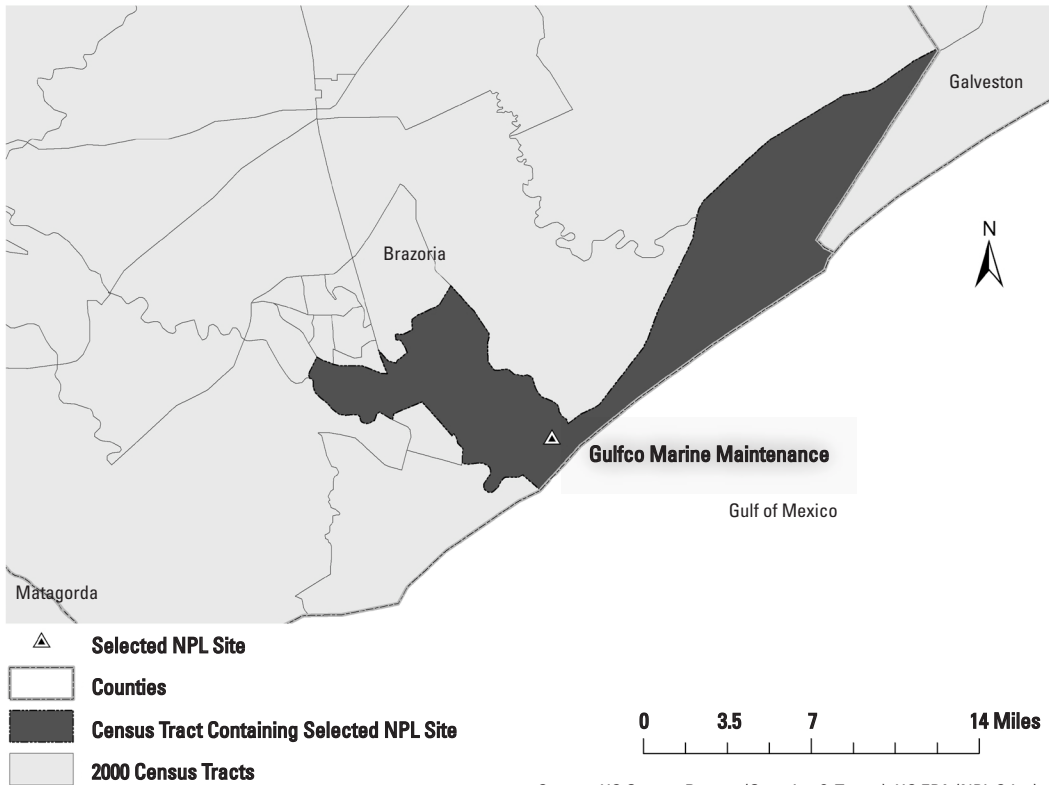 Galveston
N
Brazoria
Gulfco Marine Maintenance
Gulf of Mexico
Matagorda
Selected NPL Site
Counties
Census Tract Containing Selected NPL Site
2000 Census Tracts
0 3.5 7 14 Miles